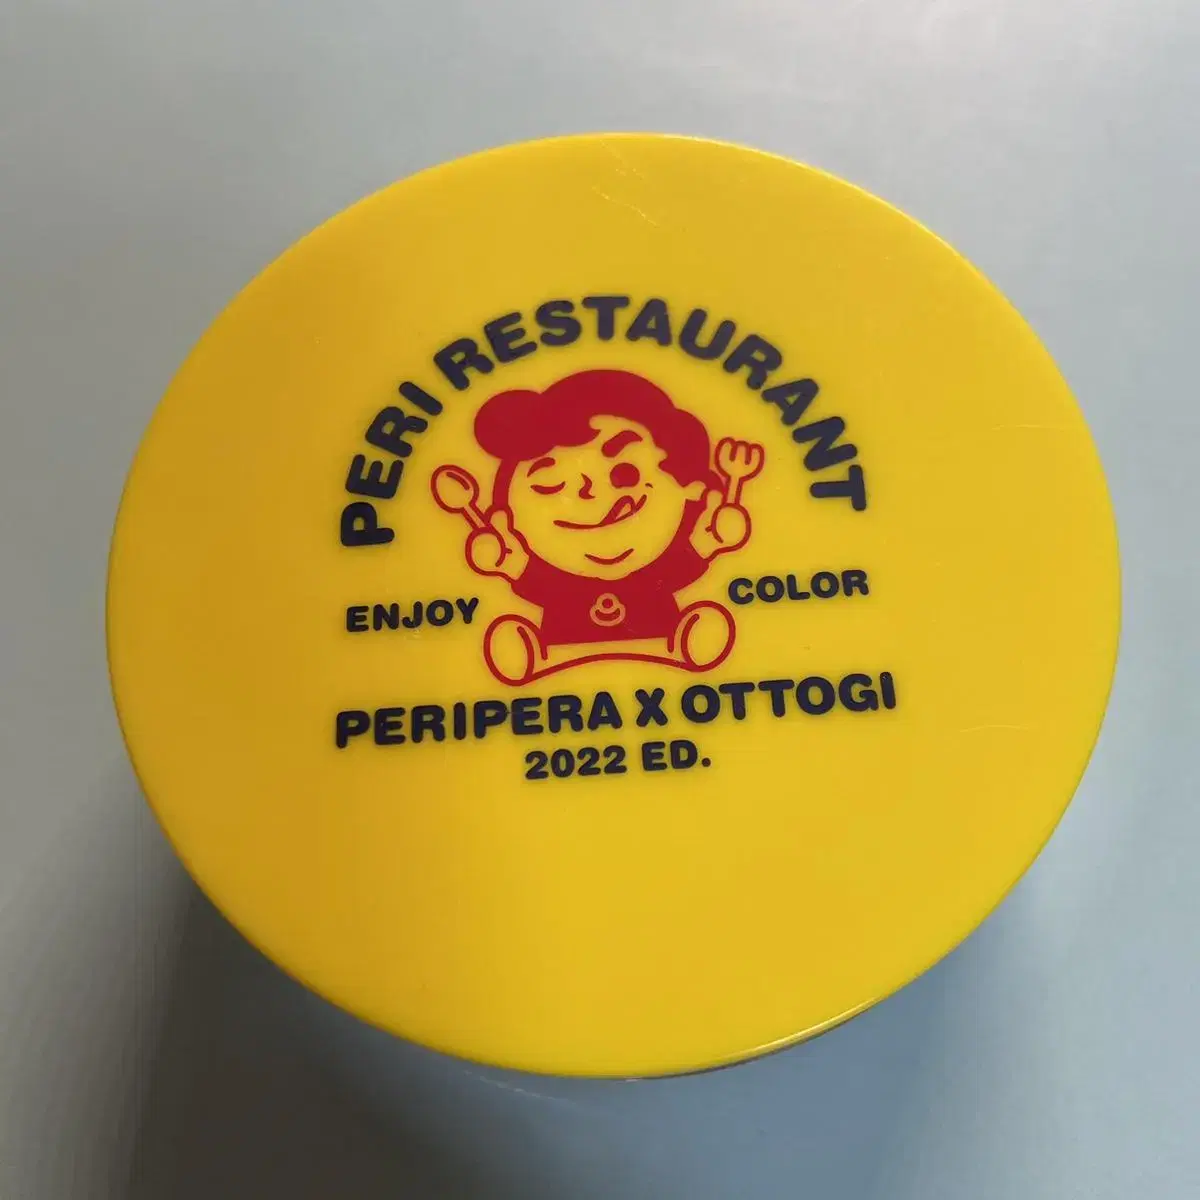 PERI RESTAURANT
ENJOY COLOR
PERIPERA X OTTOGI
2022 ED.